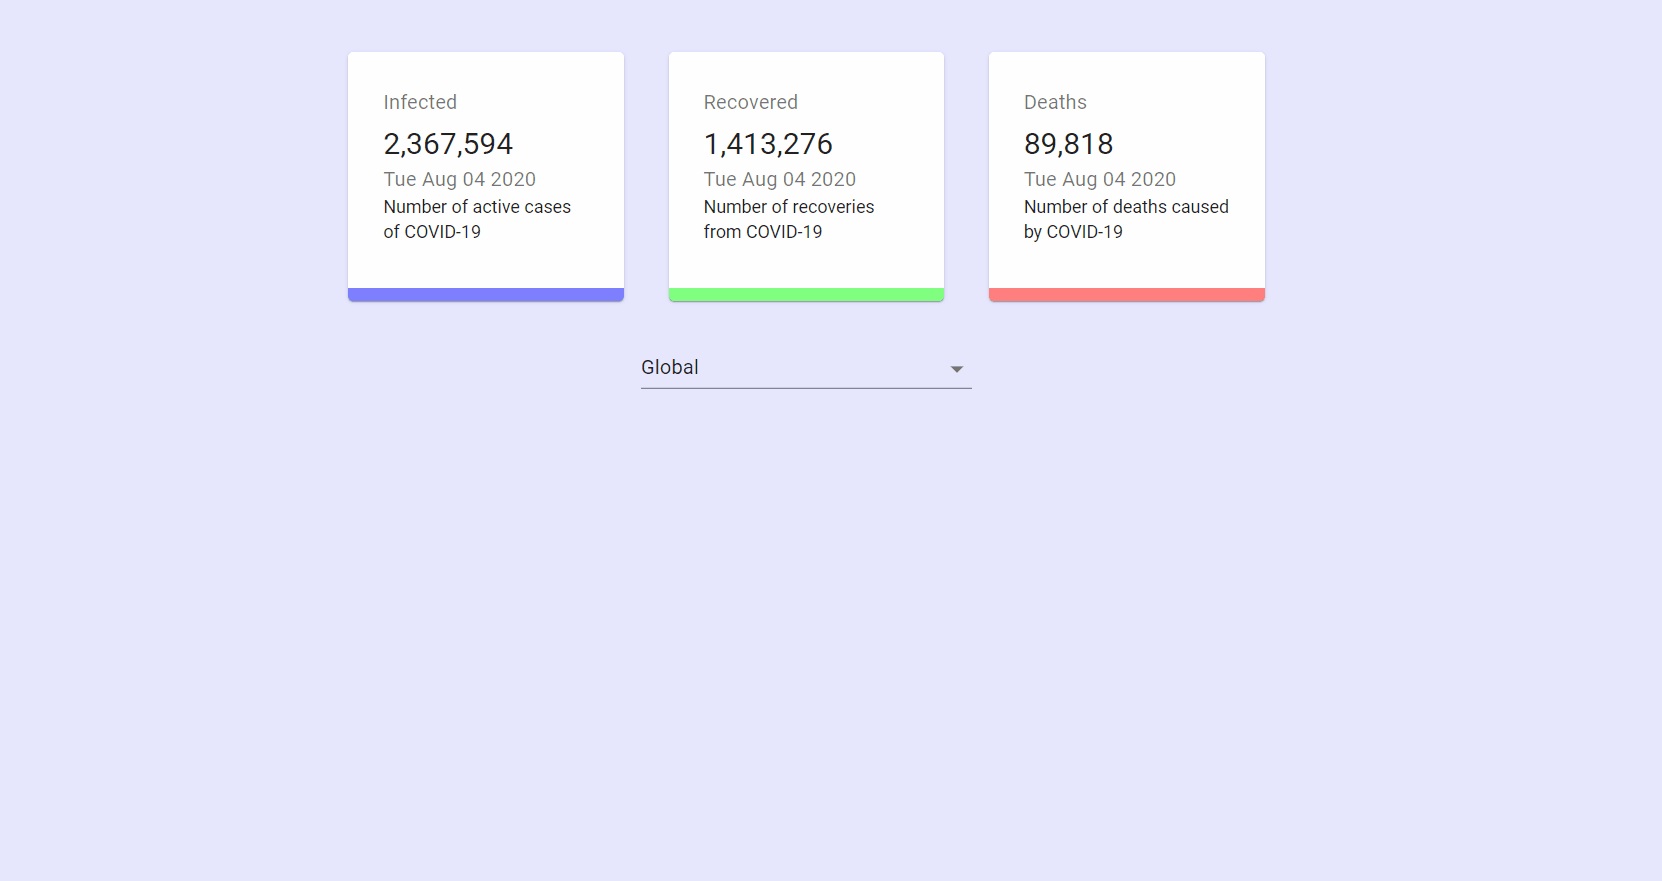 Infected
2,367,594
Tue Aug 04 2020
Number of active cases
of COVID-19
Recovered
1,413,276
Tue Aug 04 2020
Number of recoveries
from COVID-19
Deaths
89,818
Tue Aug 04 2020
Number of deaths caused
by COVID-19
Global